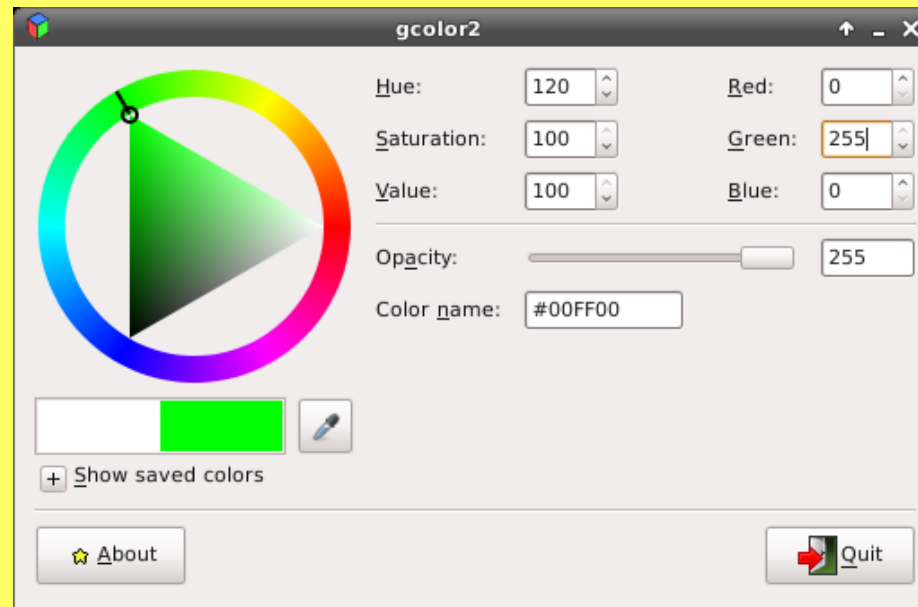 gcolor2
Hue: 120 Red: 0
Saturation: 100 Green: 255
Value: 100 Blue: 0
Opacity: 255
Color name: #00FF00
Show saved colors
About Quit